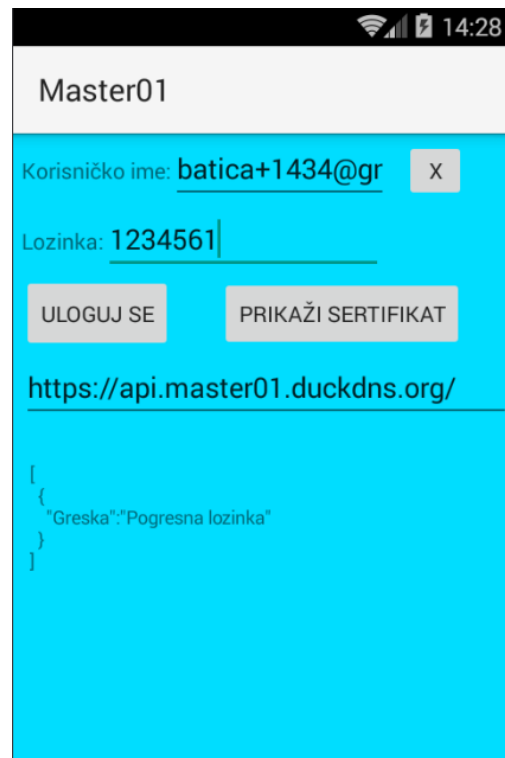 14:28
Master01
Korisničko ime: batica+1434@gr X
Lozinka: 1234561
ULOGUJ SE PRIKAŽI SERTIFIKAT
https://api.master01.duckdns.org/
[
{
"Greska":"Pogresna lozinka"
}
]